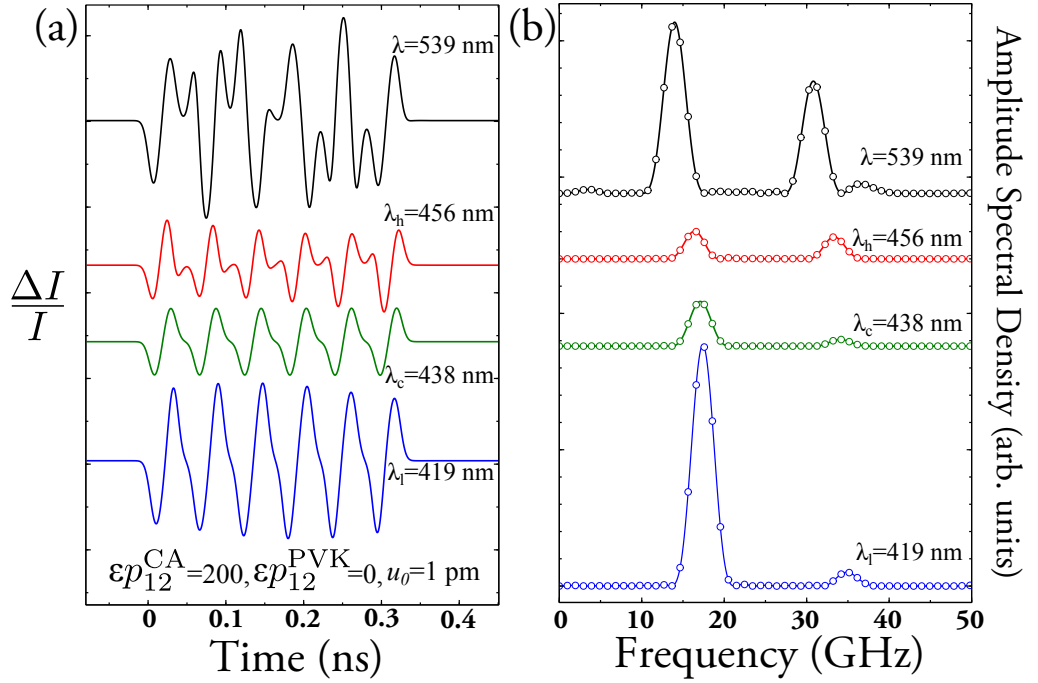 (a)
λ=539 nm
λh=456 nm
λc=438 nm
λl=419 nm
ΔI
I
εp12CA=200, εp12PVK=0, u0=1 pm
0 0.1 0.2 0.3 0.4
Time (ns)
(b)
λ=539 nm
λh=456 nm
λc=438 nm
λl=419 nm
0 10 20 30 40 50
Frequency (GHz)
Amplitude Spectral Density (arb. units)